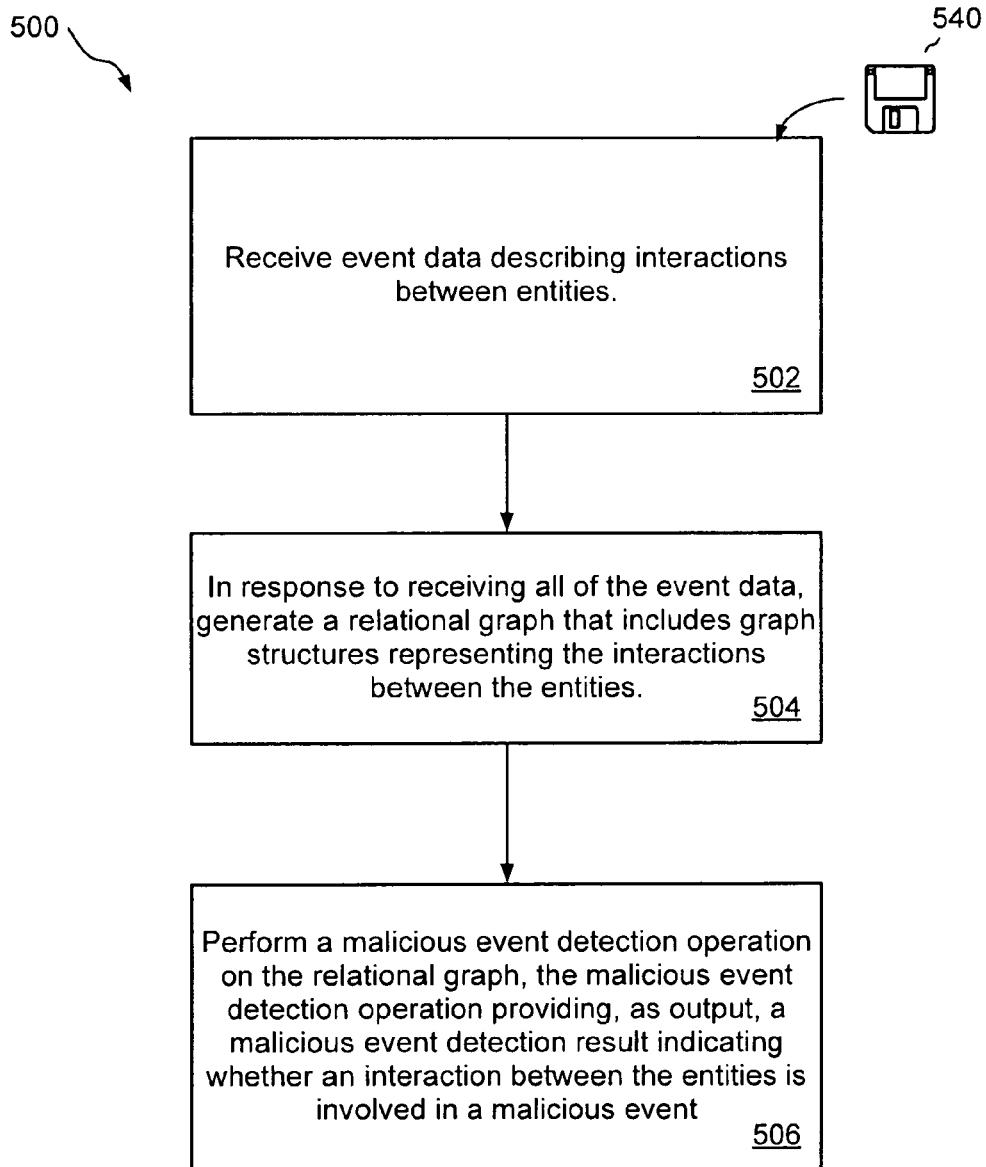 500
540
Receive event data describing interactions
between entities.
502
In response to receiving all of the event data,
generate a relational graph that includes graph
structures representing the interactions
between the entities.
504
Perform a malicious event detection operation
on the relational graph, the malicious event
detection operation providing, as output, a
malicious event detection result indicating
whether an interaction between the entities is
involved in a malicious event
506